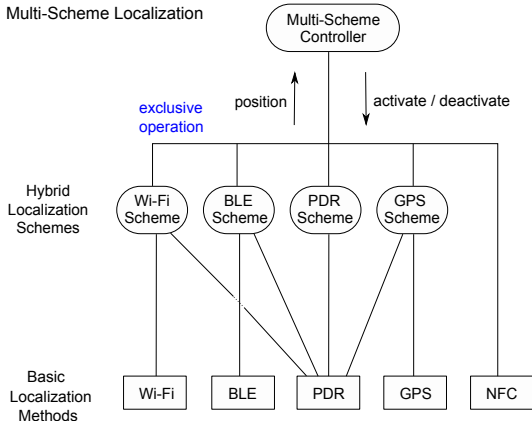 Multi-Scheme Localization
Multi-Scheme
Controller
position
activate / deactivate
exclusive
operation
Hybrid
Localization
Schemes
Wi-Fi
Scheme
BLE
Scheme
PDR
Scheme
GPS
Scheme
Basic
Localization
Methods
Wi-Fi
BLE
PDR
GPS
NFC